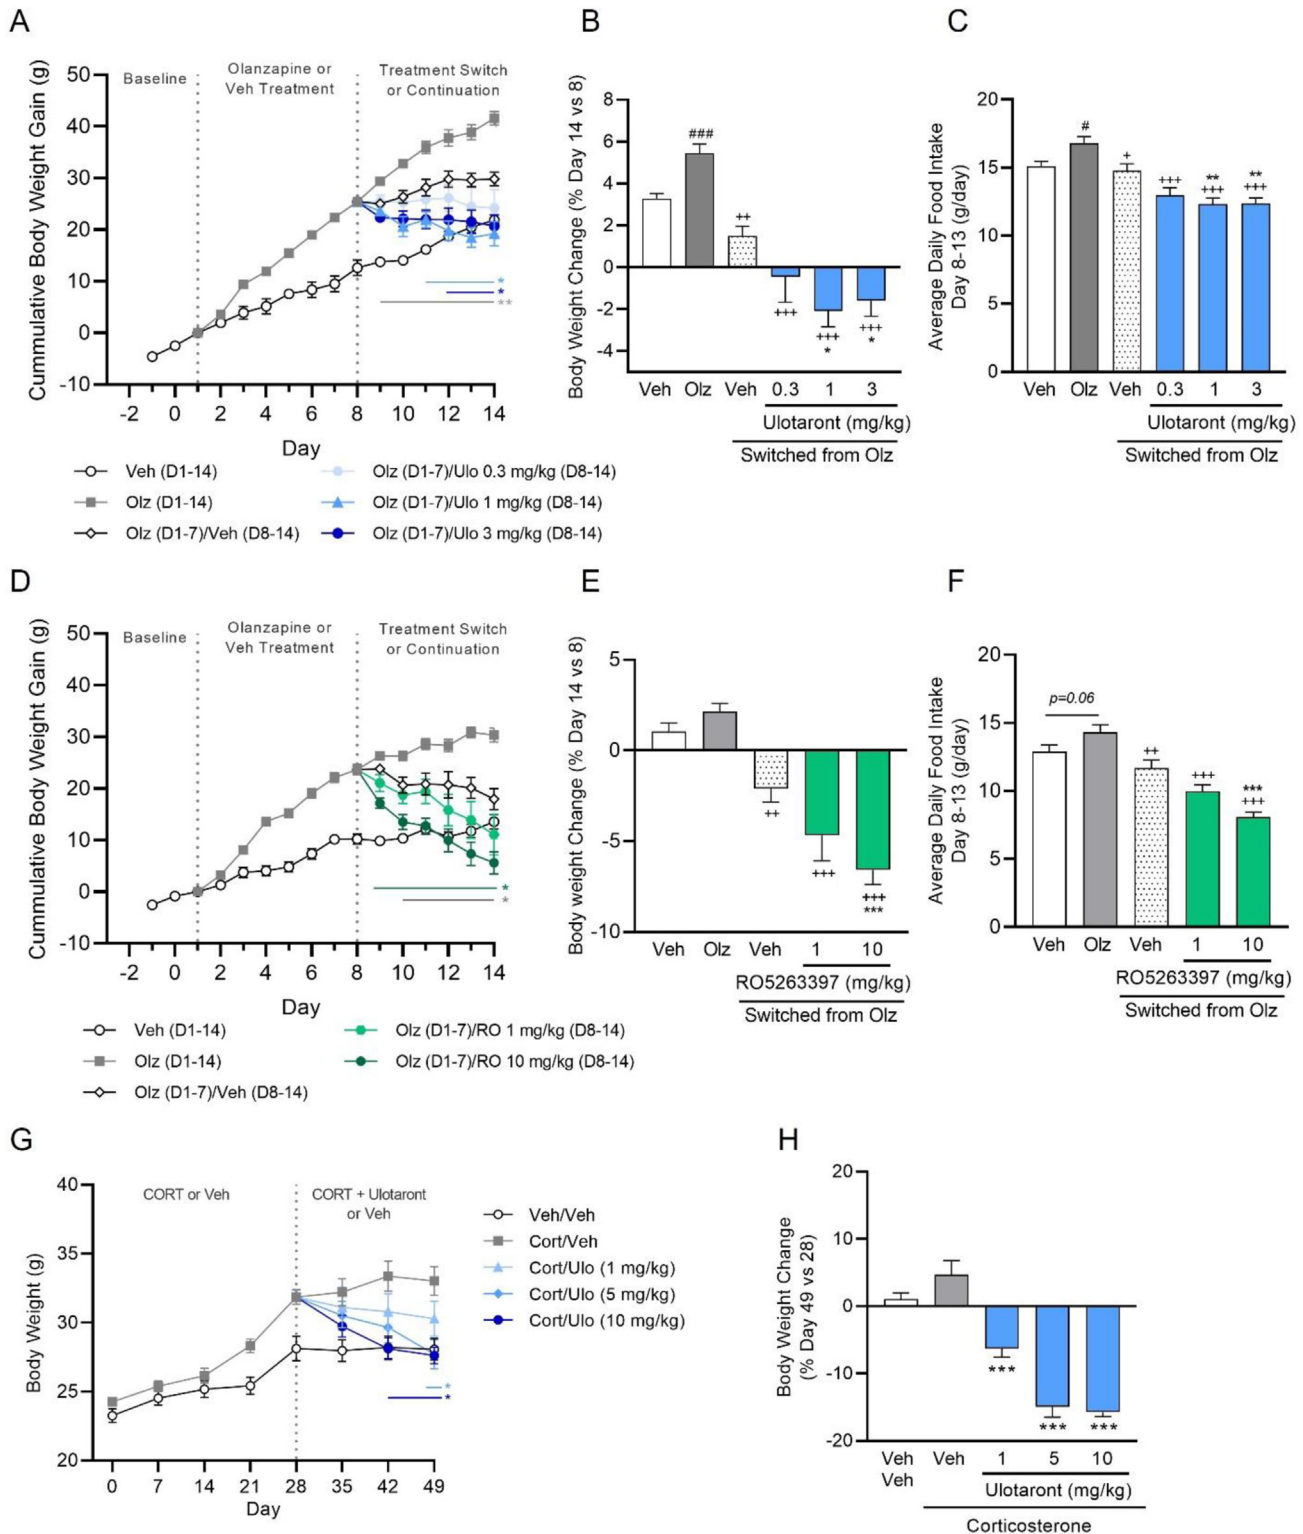 A
Cummulative Body Weight Gain (g)
50
40
30
20
10
0
-10
Baseline
Olanzapine or
Veh Treatment
Treatment Switch
or Continuation
*
*
**
-2 0 2 4 6 8 10 12 14
Day
Veh (D1-14)
Olz (D1-14)
Olz (D1-7)/Veh (D8-14)
Olz (D1-7)/Ulo 0.3 mg/kg (D8-14)
Olz (D1-7)/Ulo 1 mg/kg (D8-14)
Olz (D1-7)/Ulo 3 mg/kg (D8-14)
B
Body Weight Change (% Day 14 vs 8)
8
6
4
2
0
-2
-4
###
++
+++
+++
*
+++
*
Veh Olz Veh 0.3 1 3
Ulotaront (mg/kg)
Switched from Olz
C
Average Daily Food Intake
Day 8-13 (g/day)
20
15
10
5
0
#
+
+++
**
+++
**
+++
Veh Olz Veh 0.3 1 3
Ulotaront (mg/kg)
Switched from Olz
D
Cummulative Body Weight Gain (g)
50
40
30
20
10
0
-10
Baseline
Olanzapine or
Veh Treatment
Treatment Switch
or Continuation
*
*
-2 0 2 4 6 8 10 12 14
Day
Veh (D1-14)
Olz (D1-14)
Olz (D1-7)/Veh (D8-14)
Olz (D1-7)/RO 1 mg/kg (D8-14)
Olz (D1-7)/RO 10 mg/kg (D8-14)
E
Body weight Change (% Day 14 vs 8)
5
0
-5
-10
++
+++
+++
***
Veh Olz Veh 1 10
RO5263397 (mg/kg)
Switched from Olz
F
Average Daily Food Intake
Day 8-13 (g/day)
20
15
10
5
0
p=0.06
++
+++
***
+++
Veh Olz Veh 1 10
RO5263397 (mg/kg)
Switched from Olz
G
Body Weight (g)
40
35
30
25
20
CORT or Veh
CORT + Ulotaront
or Veh
*
*
0 7 14 21 28 35 42 49
Day
Veh/Veh
Cort/Veh
Cort/Ulo (1 mg/kg)
Cort/Ulo (5 mg/kg)
Cort/Ulo (10 mg/kg)
H
Body Weight Change
(% Day 49 vs 28)
20
10
0
-10
-20
***
***
***
Veh Veh 1 5 10
Veh
Ulotaront (mg/kg)
Corticosterone